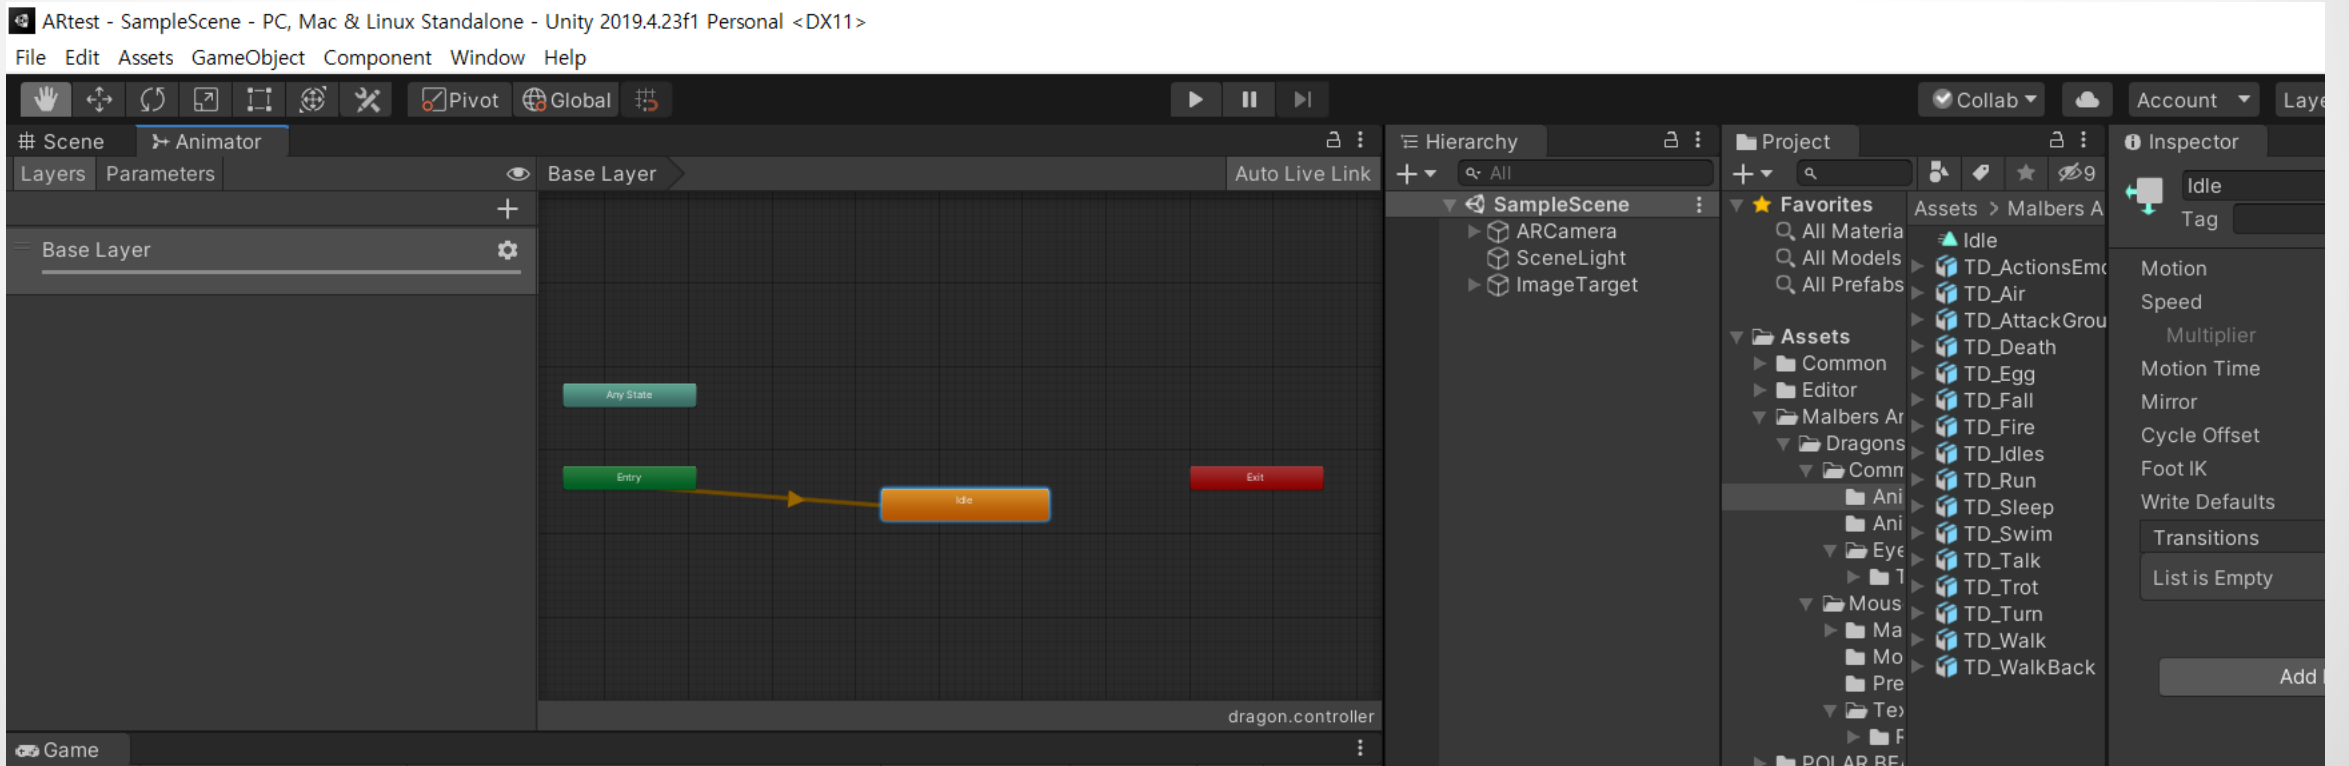 ARtest - SampleScene - PC, Mac & Linux Standalone - Unity 2019.4.23f1 Personal <DX11>
File Edit Assets GameObject Component Window Help
Pivot Global Collab Account Laye
Scene Animator
Layers Parameters Base Layer Auto Live Link
Base Layer
Any State
Entry
Idle
Exit
dragon.controller
Game
Hierarchy
All
SampleScene
ARCamera
SceneLight
ImageTarget
Project
9
Favorites
All Materia
All Models
All Prefabs
Assets
Common
Editor
Malbers Ar
Dragons
Comm
Ani
Ani
Eye
T
Mous
Ma
Mo
Pre
Tex
F
POLAR BE
Assets > Malbers A
Idle
TD_ActionsEmo
TD_Air
TD_AttackGrou
TD_Death
TD_Egg
TD_Fall
TD_Fire
TD_Idles
TD_Run
TD_Sleep
TD_Swim
TD_Talk
TD_Trot
TD_Turn
TD_Walk
TD_WalkBack
Inspector
Idle
Tag
Motion
Speed
Multiplier
Motion Time
Mirror
Cycle Offset
Foot IK
Write Defaults
Transitions
List is Empty
Add